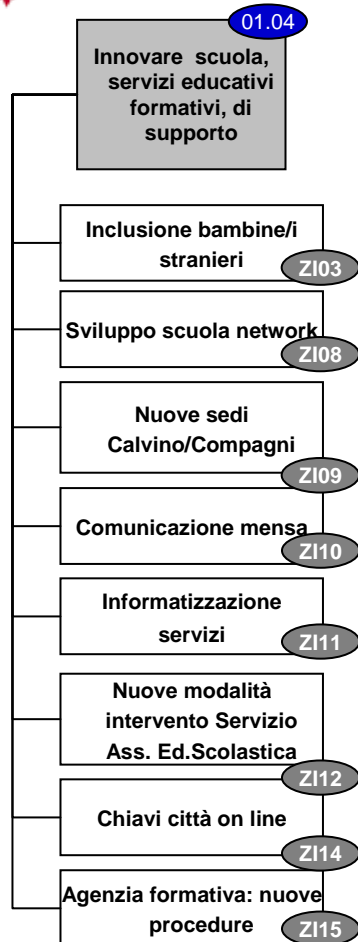 01.04
Innovare scuola,
servizi educativi
formativi, di
supporto
Inclusione bambine/i
stranieri
ZI03
Sviluppo scuola network
ZI08
Nuove sedi
Calvino/Compagni
ZI09
Comunicazione mensa
ZI10
Informatizzazione
servizi
ZI11
Nuove modalità
intervento Servizio
Ass. Ed.Scolastica
ZI12
Chiavi città on line
ZI14
Agenzia formativa: nuove
procedure
ZI15